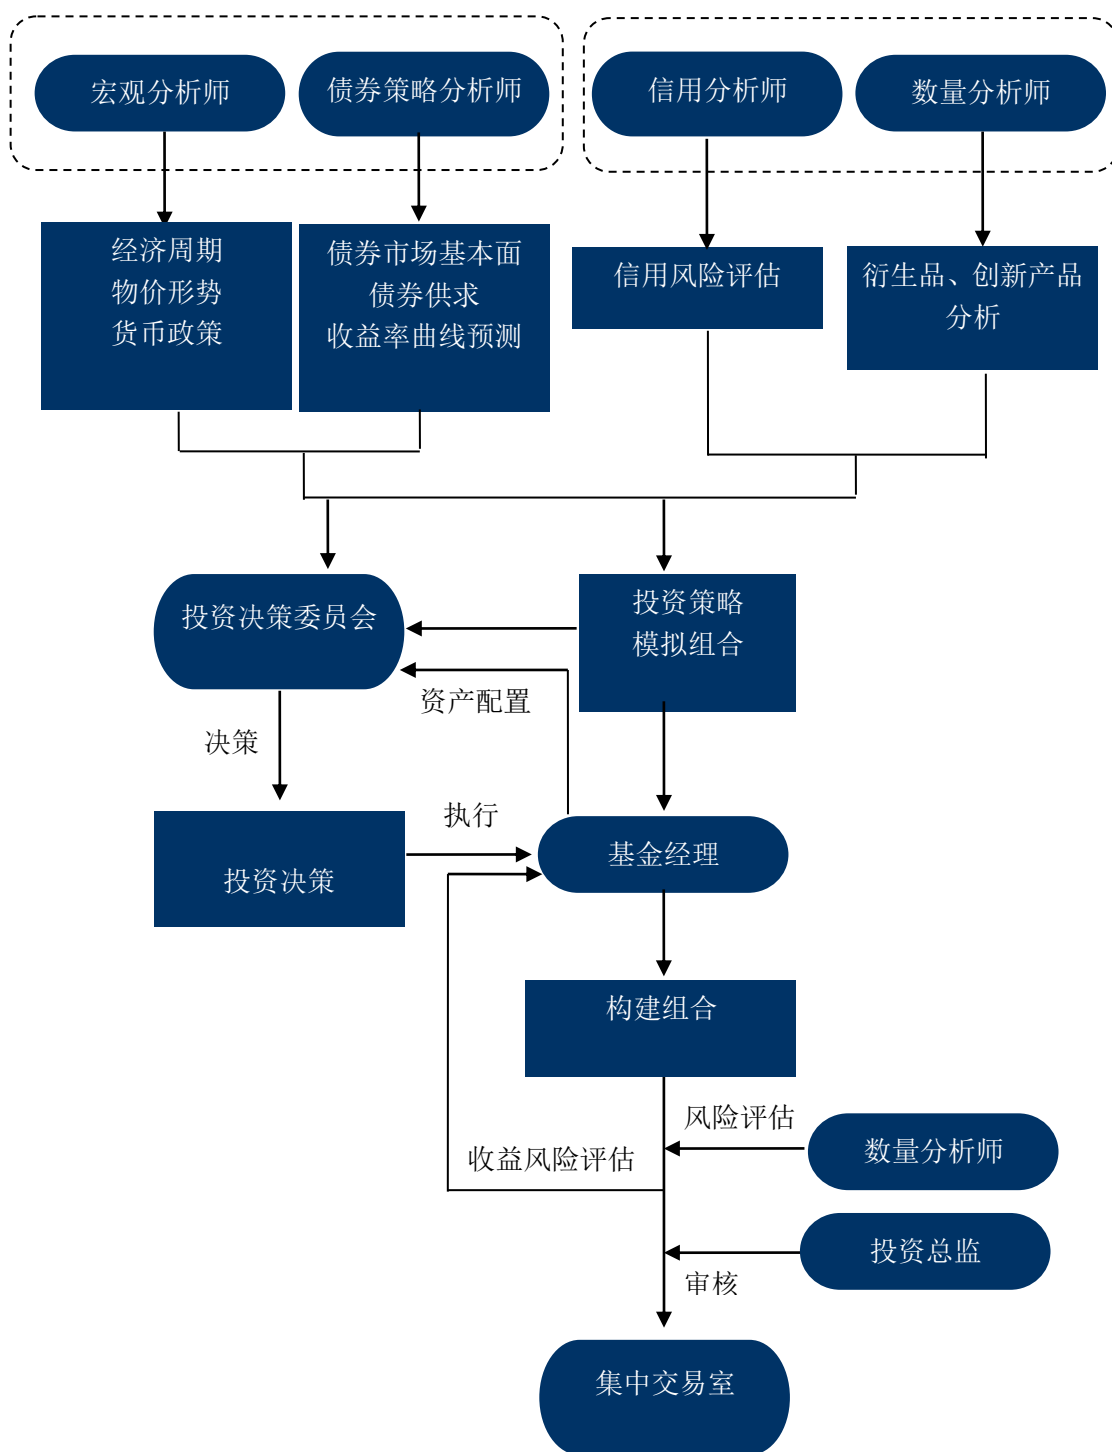 宏观分析师
债券策略分析师
信用分析师
数量分析师
经济周期
物价形势
货币政策
债券市场基本面
债券供求
收益率曲线预测
信用风险评估
衍生品、创新产品
分析
投资决策委员会
投资策略
模拟组合
资产配置
决策
执行
投资决策
基金经理
构建组合
风险评估
收益风险评估
数量分析师
投资总监
审核
集中交易室